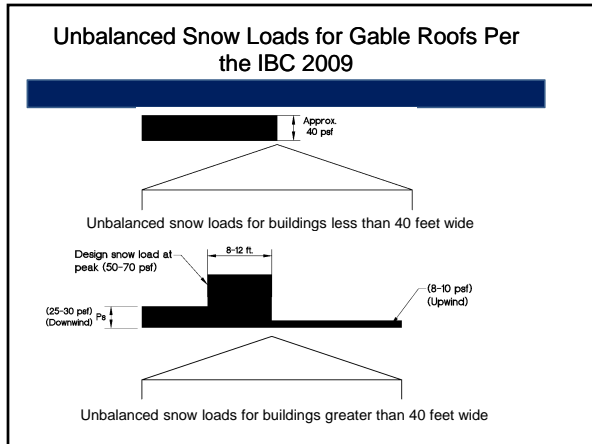 Unbalanced Snow Loads for Gable Roofs Per
the IBC 2009
Approx.
40 psf
Unbalanced snow loads for buildings less than 40 feet wide
8-12 ft.
Design snow load at
peak (50-70 psf)
(8-10 psf)
(Upwind)
(25-30 psf) Ps
(Downwind)
Unbalanced snow loads for buildings greater than 40 feet wide